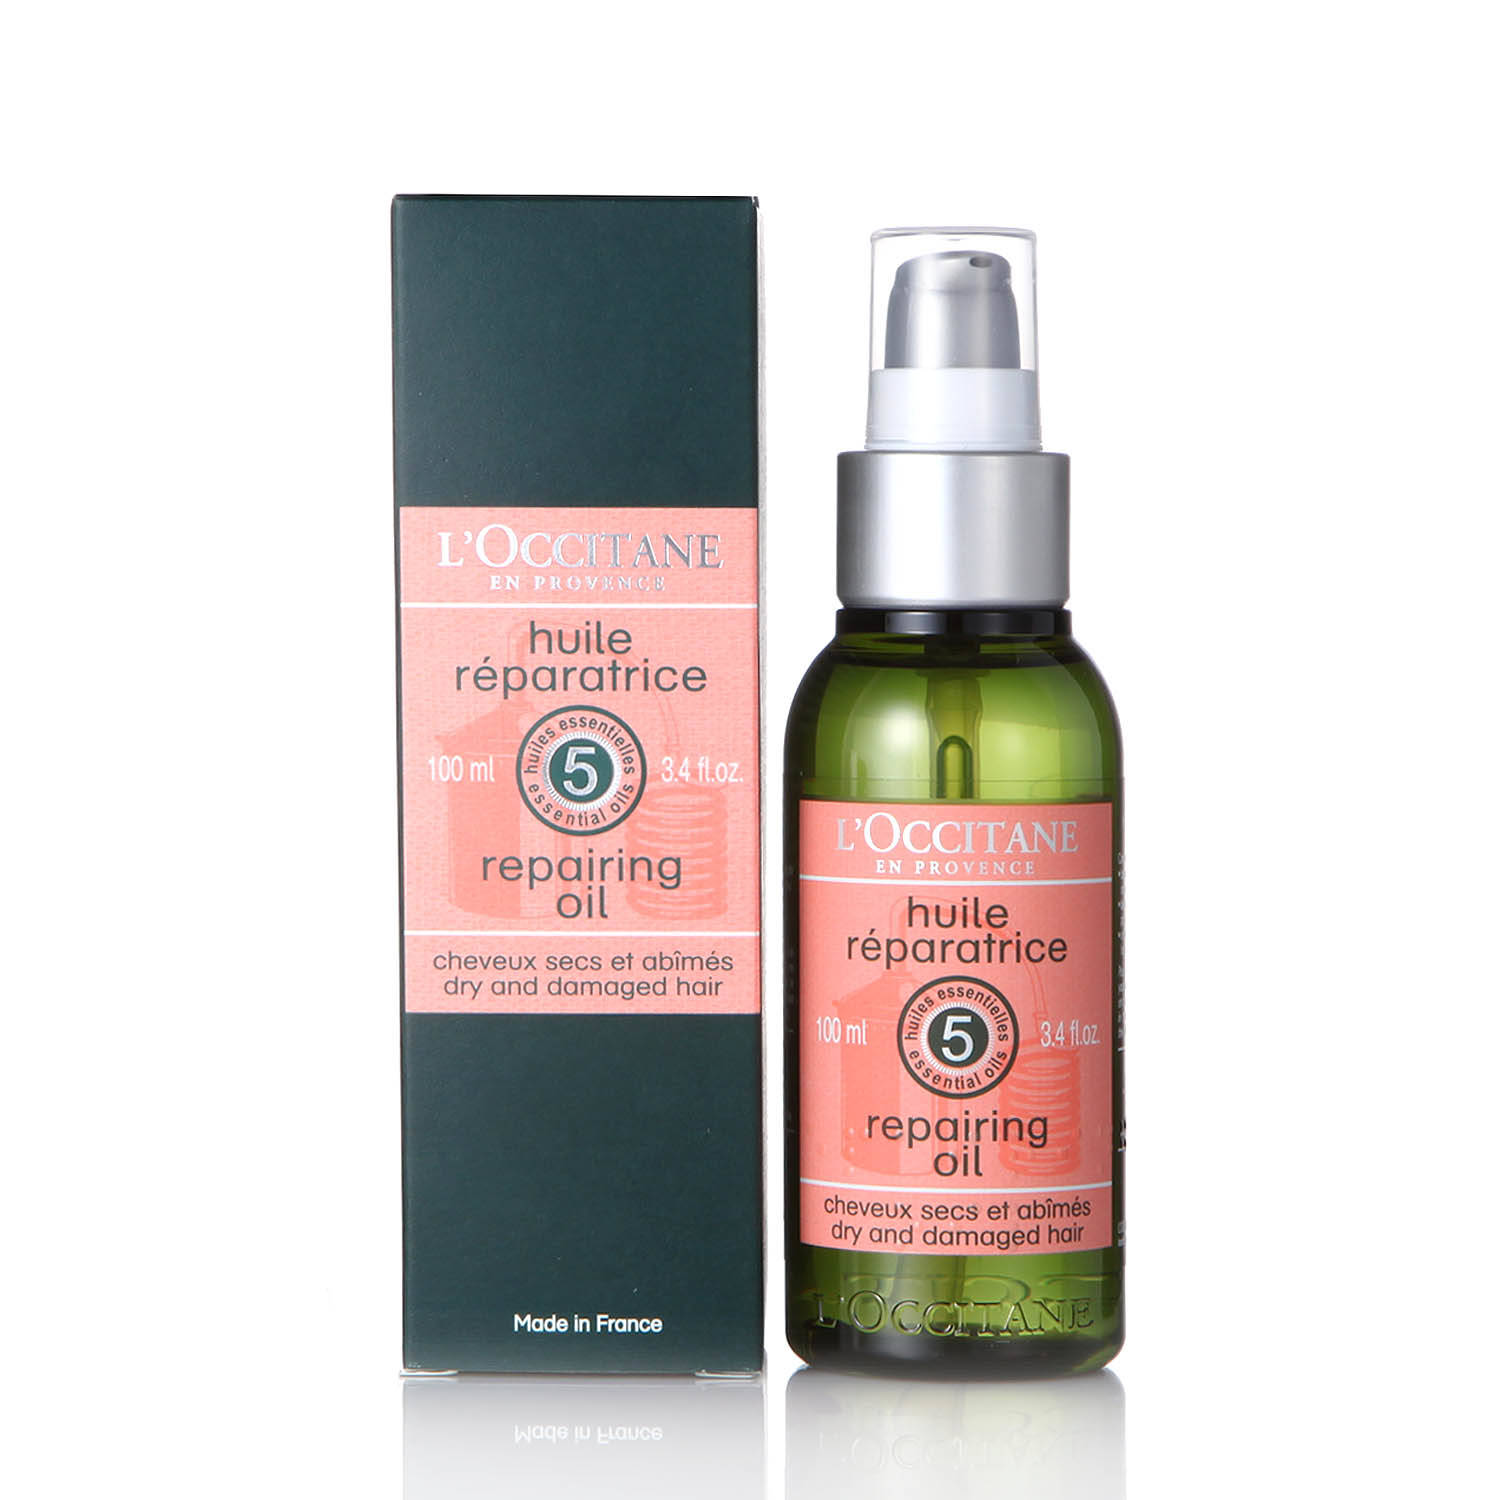 L'OCCITANE
EN PROVENCE
huile
réparatrice
100 ml
huiles essentielles
5
essential oils
3.4 fl.oz.
repairing
oil
cheveux secs et abîmés
dry and damaged hair
Made in France
L'OCCITANE
EN PROVENCE
huile
réparatrice
100 ml
huiles essentielles
5
essential oils
3.4 fl.oz.
repairing
oil
cheveux secs et abîmés
dry and damaged hair
L'OCCITANE